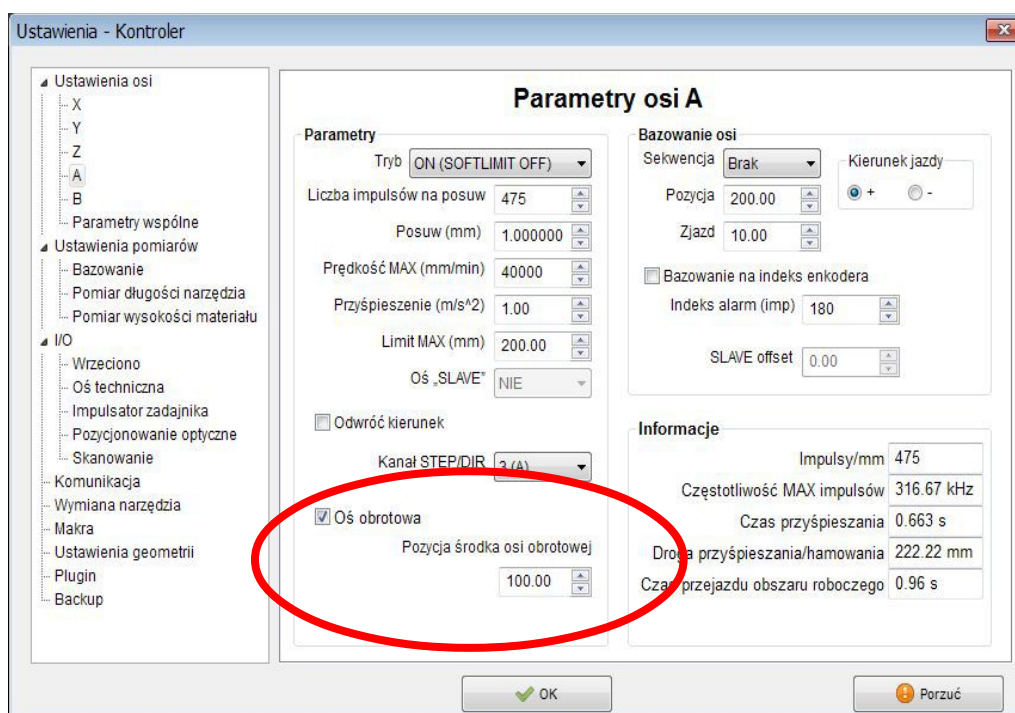 Ustawienia - Kontroler
Ustawienia osi
X
Y
Z
A
B
Parametry wspólne
Ustawienia pomiarów
Bazowanie
Pomiar długości narzędzia
Pomiar wysokości materiału
I/O
Wrzeciono
Oś techniczna
Impulsator zadajnika
Pozycjonowanie optyczne
Skanowanie
Komunikacja
Wymiana narzędzia
Makra
Ustawienia geometrii
Plugin
Backup
Parametry osi A
Parametry
Tryb ON (SOFTLIMIT OFF)
Liczba impulsów na posuw 475
Posuw (mm) 1.000000
Prędkość MAX (mm/min) 40000
Przyśpieszenie (m/s^2) 1.00
Limit MAX (mm) 200.00
Oś „SLAVE" NIE
Odwróć kierunek
Kanał STEP/DIR 3 (A)
Oś obrotowa
Pozycja środka osi obrotowej
100.00
Bazowanie osi
Sekwencja Brak
Kierunek jazdy
+ -
Pozycja 200.00
Zjazd 10.00
Bazowanie na indeks enkodera
Indeks alarm (imp) 180
SLAVE offset 0.00
Informacje
Impulsy/mm 475
Częstotliwość MAX impulsów 316.67 kHz
Czas przyśpieszania 0.663 s
Droga przyśpieszania/hamowania 222.22 mm
Czas przejazdu obszaru roboczego 0.96 s
OK
Porzuć